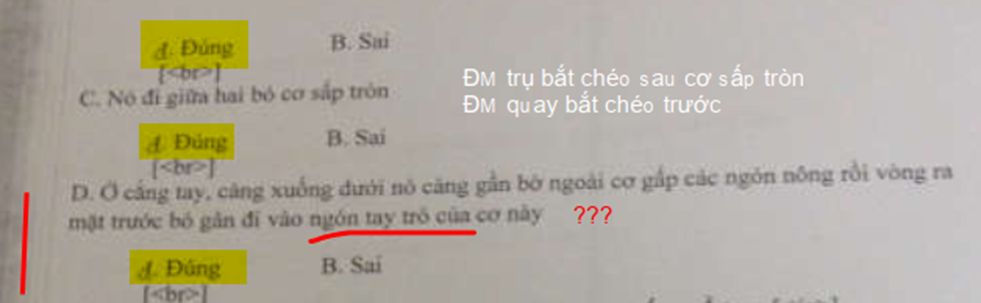 A. Đúng B. Sai
[<br>]
C. Nó đi giữa hai bó cơ sấp tròn
ĐM trụ bắt chéo sau cơ sấp tròn
ĐM quay bắt chéo trước
A. Đúng B. Sai
[<br>]
D. Ở cẳng tay, càng xuống dưới nó càng gần bờ ngoài cơ gấp các ngón nông rồi vòng ra
mặt trước bó gân đi vào ngón tay trỏ của cơ này ???
A. Đúng B. Sai
[<br>]